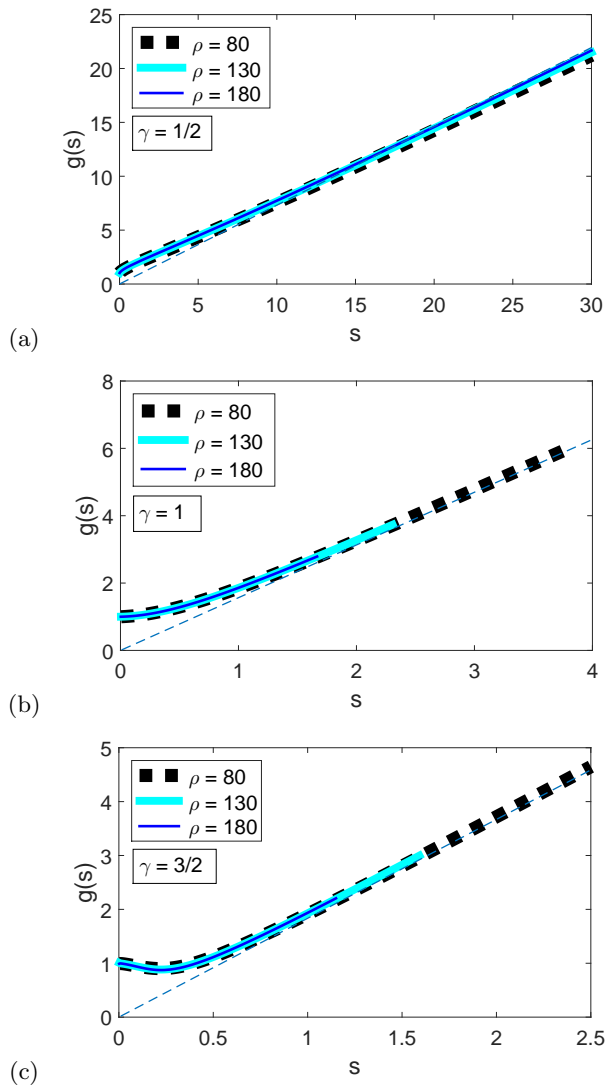 25
20
15
10
5
0
g(s)
ρ = 80
ρ = 130
ρ = 180
γ = 1/2
0 5 10 15 20 25 30
s
(a)
8
6
4
2
0
g(s)
ρ = 80
ρ = 130
ρ = 180
γ = 1
0 1 2 3 4
s
(b)
5
4
3
2
1
0
g(s)
ρ = 80
ρ = 130
ρ = 180
γ = 3/2
0 0.5 1 1.5 2 2.5
s
(c)